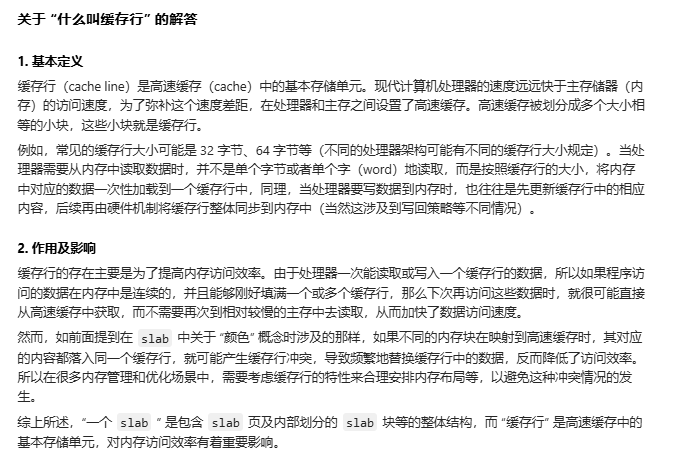 关于 “什么叫缓存行” 的解答
1. 基本定义
缓存行（cache line）是高速缓存（cache）中的基本存储单元。现代计算机处理器的速度远远快于主存储器（内
存）的访问速度，为了弥补这个速度差距，在处理器和主存之间设置了高速缓存。高速缓存被划分成多个大小相
等的小块，这些小块就是缓存行。
例如，常见的缓存行大小可能是 32 字节、64 字节等（不同的处理器架构可能有不同的缓存行大小规定）。当处
理器需要从内存中读取数据时，并不是单个字节或者单个字（word）地读取，而是按照缓存行的大小，将内存
中对应的数据一次性加载到一个缓存行中，同理，当处理器要写数据到内存时，也往往是先更新缓存行中的相应
内容，后续再由硬件机制将缓存行整体同步到内存中（当然这涉及到写回策略等不同情况）。
2. 作用及影响
缓存行的存在主要是为了提高内存访问效率。由于处理器一次能读取或写入一个缓存行的数据，所以如果程序访
问的数据在内存中是连续的，并且能够刚好填满一个或多个缓存行，那么下次再访问这些数据时，就很可能直接
从高速缓存中获取，而不需要再次到相对较慢的主存中去读取，从而加快了数据访问速度。
然而，如前面提到在 slab 中关于 “颜色” 概念时涉及的那样，如果不同的内存块在映射到高速缓存时，其对应
的内容都落入同一个缓存行，就可能产生缓存行冲突，导致频繁地替换缓存行中的数据，反而降低了访问效率。
所以在很多内存管理和优化场景中，需要考虑缓存行的特性来合理安排内存布局等，以避免这种冲突情况的发
生。
综上所述，“一个 slab ” 是包含 slab 页及内部划分的 slab 块等的整体结构，而 “缓存行” 是高速缓存中的
基本存储单元，对内存访问效率有着重要影响。